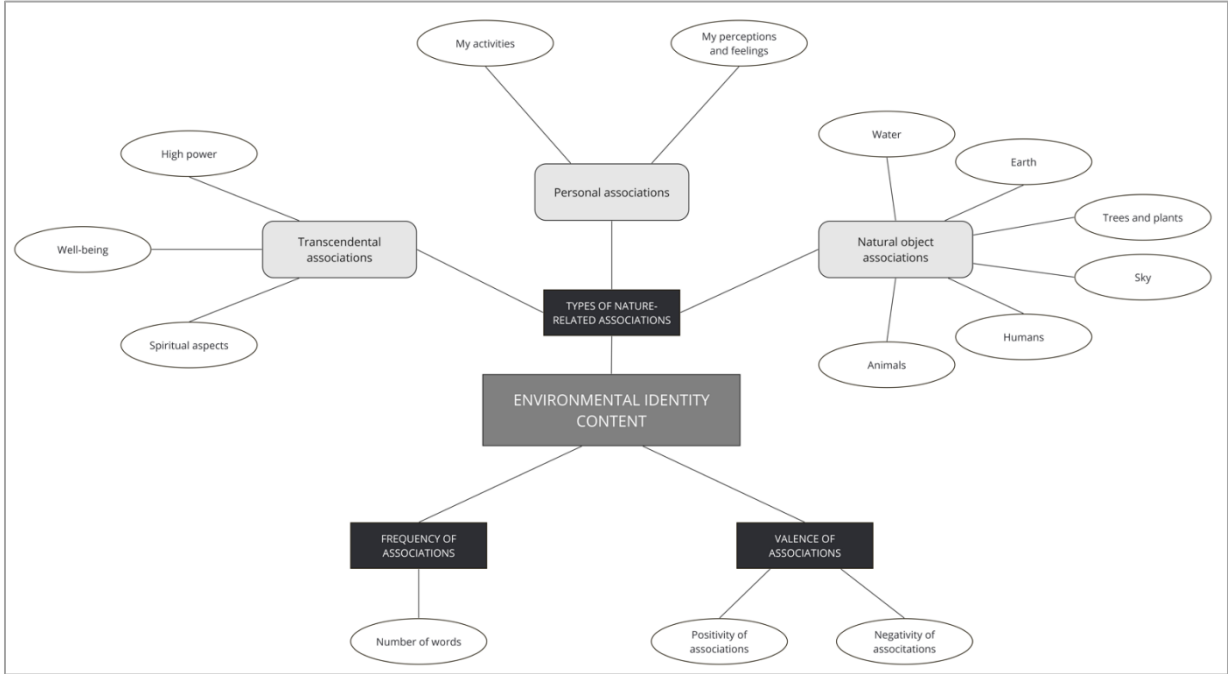 My activities
My perceptions
and feelings
High power
Water
Earth
Personal associations
Trees and plants
Well-being
Transcendental
associations
Natural object
associations
Sky
TYPES OF NATURE-
RELATED ASSOCIATIONS
Spiritual aspects
Humans
Animals
ENVIRONMENTAL IDENTITY
CONTENT
FREQUENCY OF
ASSOCIATIONS
VALENCE OF
ASSOCIATIONS
Number of words
Positivity of
associations
Negativity of
associtations